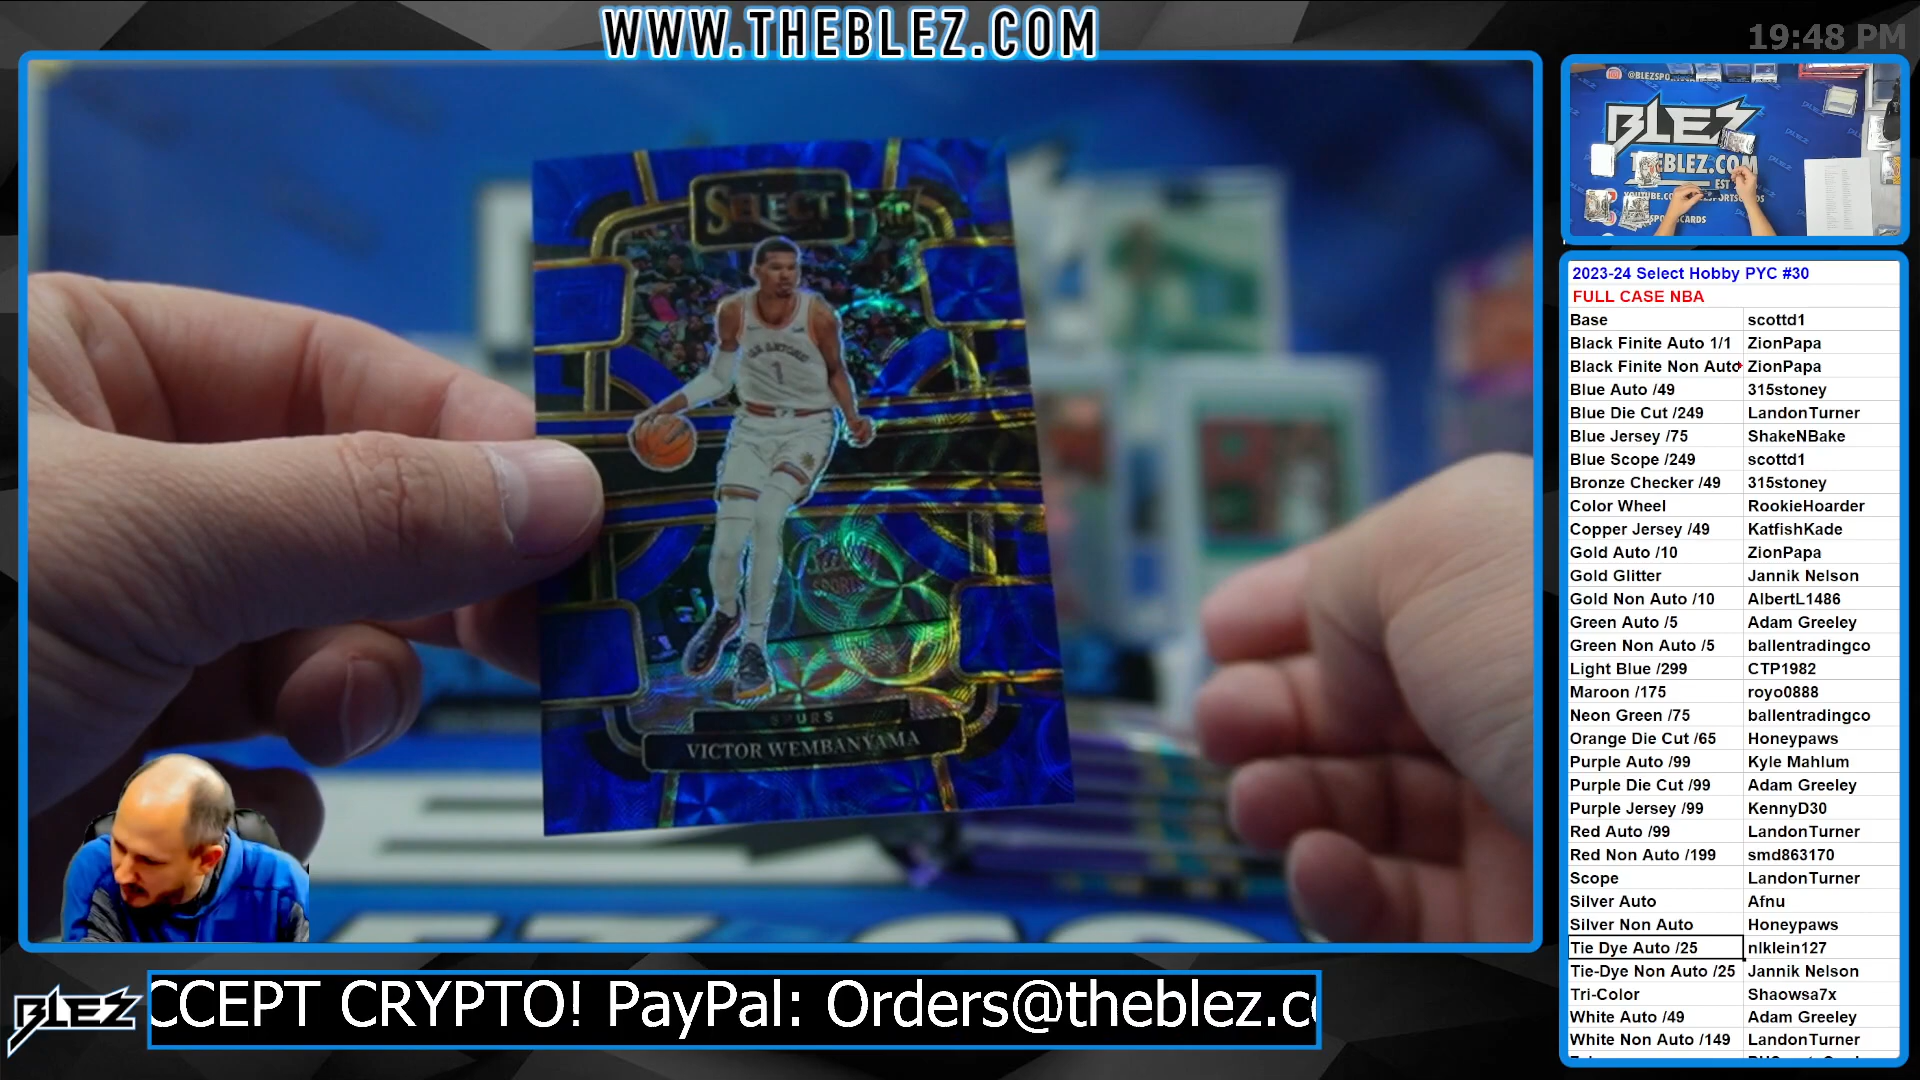 WWW.THEBLEZ.COM
19:48 PM
SELECT
RC
SAN ANTONIO
1
SPURS
VICTOR WEMBANYAMA
BLEZ
THEBLEZ.COM
2023-24 Select Hobby PYC #30
FULL CASE NBA
Base scottd1
Black Finite Auto 1/1 ZionPapa
Black Finite Non Auto ZionPapa
Blue Auto /49 315stoney
Blue Die Cut /249 LandonTurner
Blue Jersey /75 ShakeNBake
Blue Scope /249 scottd1
Bronze Checker /49 315stoney
Color Wheel RookieHoarder
Copper Jersey /49 KatfishKade
Gold Auto /10 ZionPapa
Gold Glitter Jannik Nelson
Gold Non Auto /10 AlbertL1486
Green Auto /5 Adam Greeley
Green Non Auto /5 ballentradingco
Light Blue /299 CTP1982
Maroon /175 royo0888
Neon Green /75 ballentradingco
Orange Die Cut /65 Honeypaws
Purple Auto /99 Kyle Mahlum
Purple Die Cut /99 Adam Greeley
Purple Jersey /99 KennyD30
Red Auto /99 LandonTurner
Red Non Auto /199 smd863170
Scope LandonTurner
Silver Auto Afnu
Silver Non Auto Honeypaws
Tie Dye Auto /25 nlklein127
Tie-Dye Non Auto /25 Jannik Nelson
Tri-Color Shaowsa7x
White Auto /49 Adam Greeley
White Non Auto /149 LandonTurner
BLEZ
CCEPT CRYPTO! PayPal: Orders@theblez.c